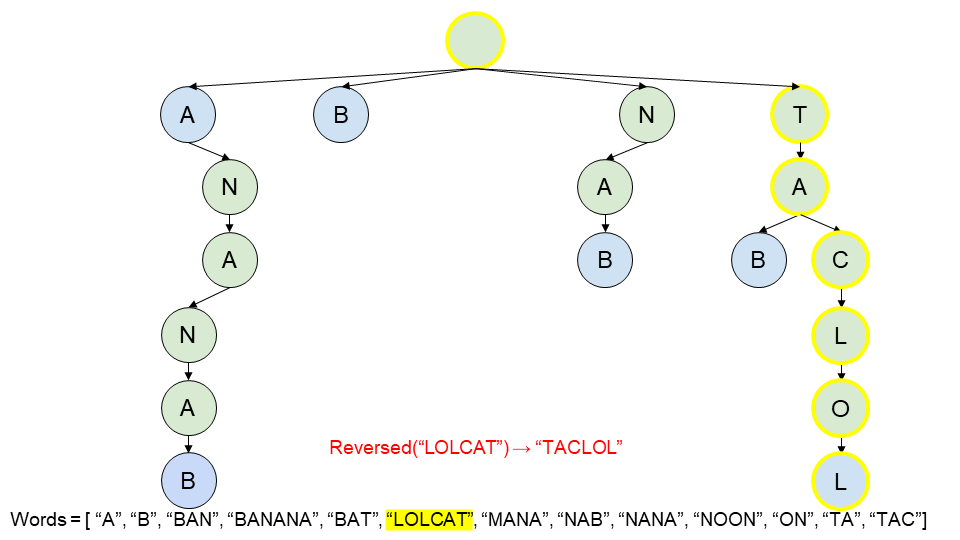 A B N T
N A A
A B B C
N L
A Reversed(“LOLCAT”) → “TACLOL” O
B L
Words = [ “A”, “B”, “BAN”, “BANANA”, “BAT”, “LOLCAT”, “MANA”, “NAB”, “NANA”, “NOON”, “ON”, “TA”, “TAC”]